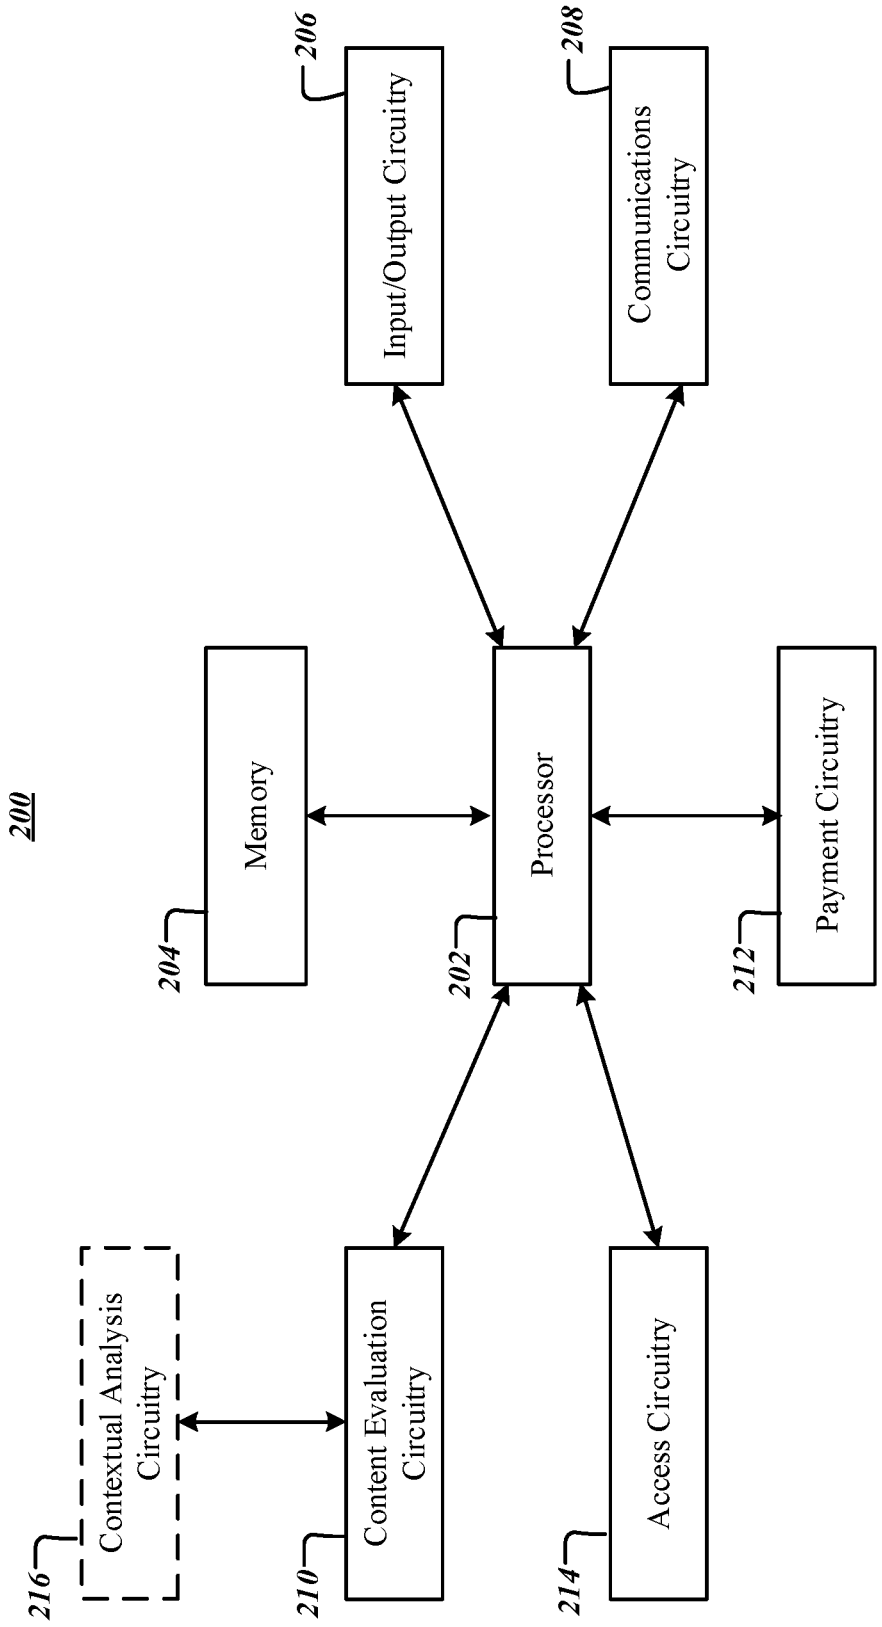 200
216
Contextual Analysis
Circuitry
204
Memory
206
Input/Output Circuitry
210
Content Evaluation
Circuitry
202
Processor
208
Communications
Circuitry
214
Access Circuitry
212
Payment Circuitry